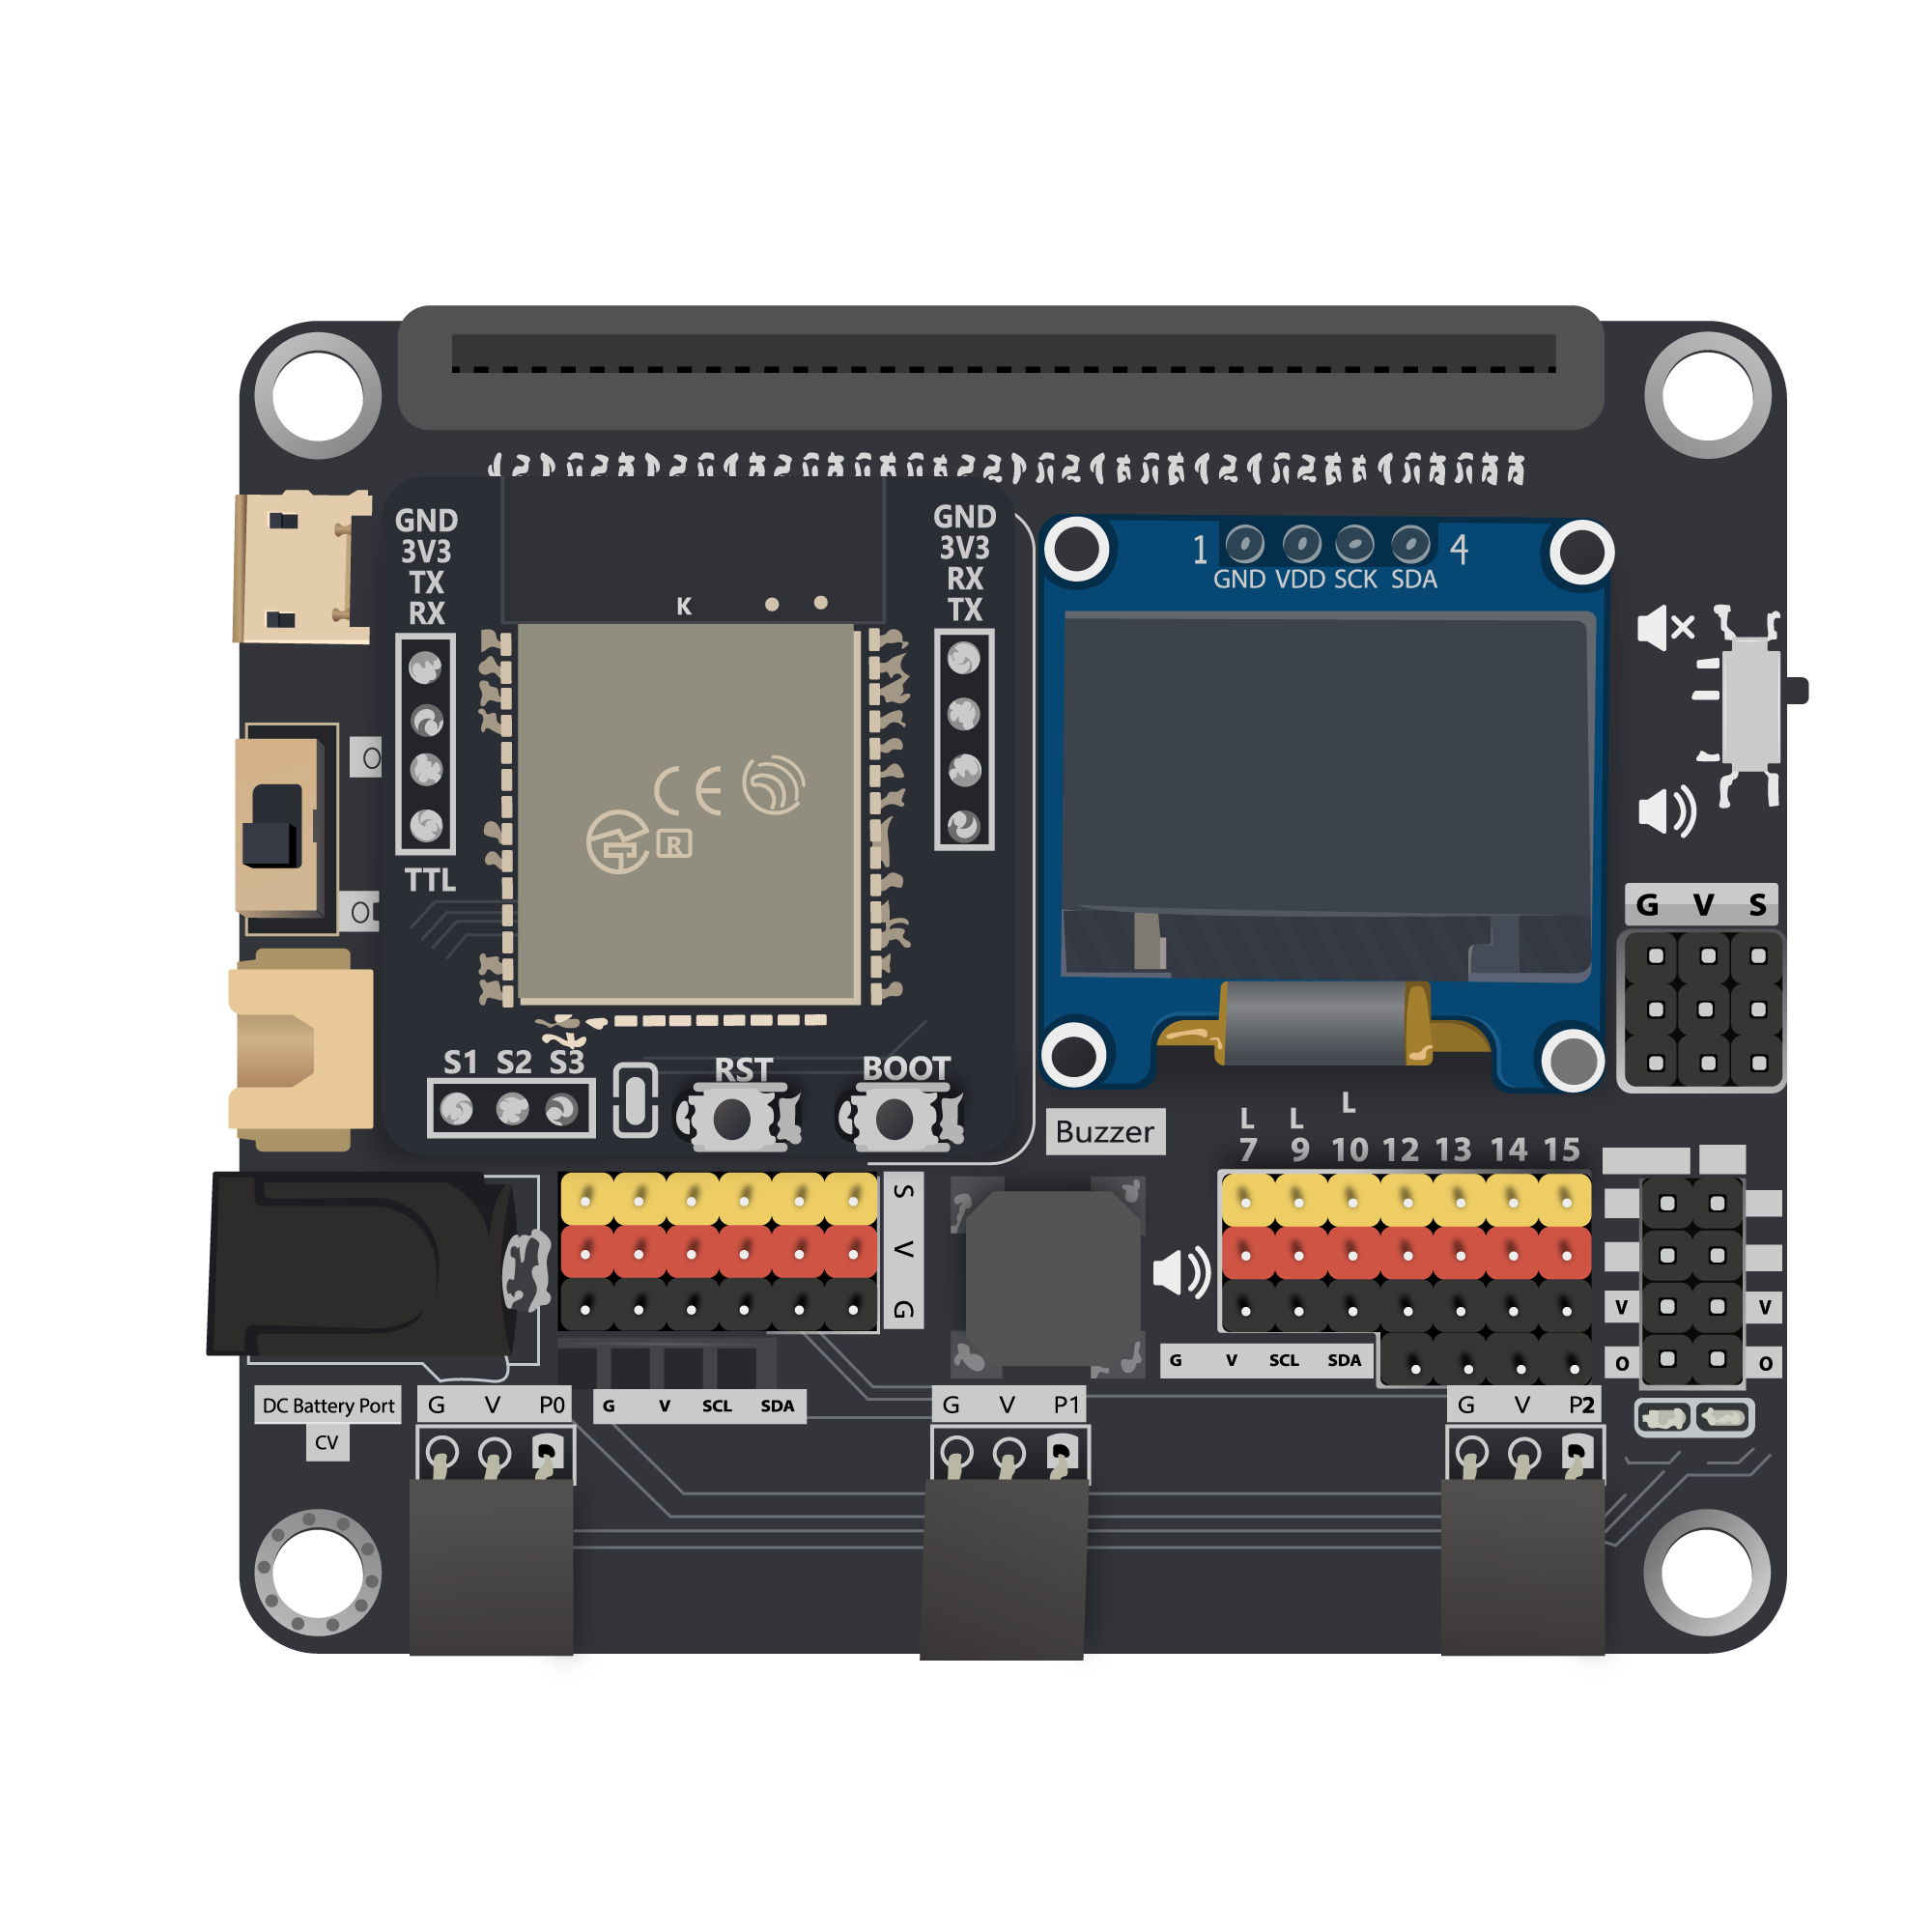 GND
3V3
TX
RX
TTL
K
CE
R
GND
3V3
RX
TX
1
4
GND VDD SCK SDA
G V S
S1 S2 S3
RST
BOOT
Buzzer
L L L
7 9 10 12 13 14 15
S
V
G
V V
O O
G V SCL SDA
DC Battery Port
CV
G V P0
G V SCL SDA
G V P1
G V P2